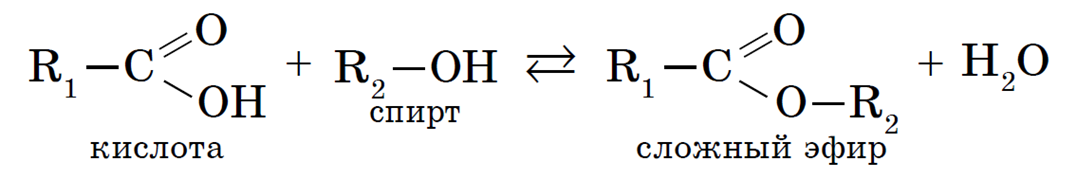 R₁—C(=O)OH + R₂—OH ⇄ R₁—C(=O)O—R₂ + H₂O
кислота спирт сложный эфир